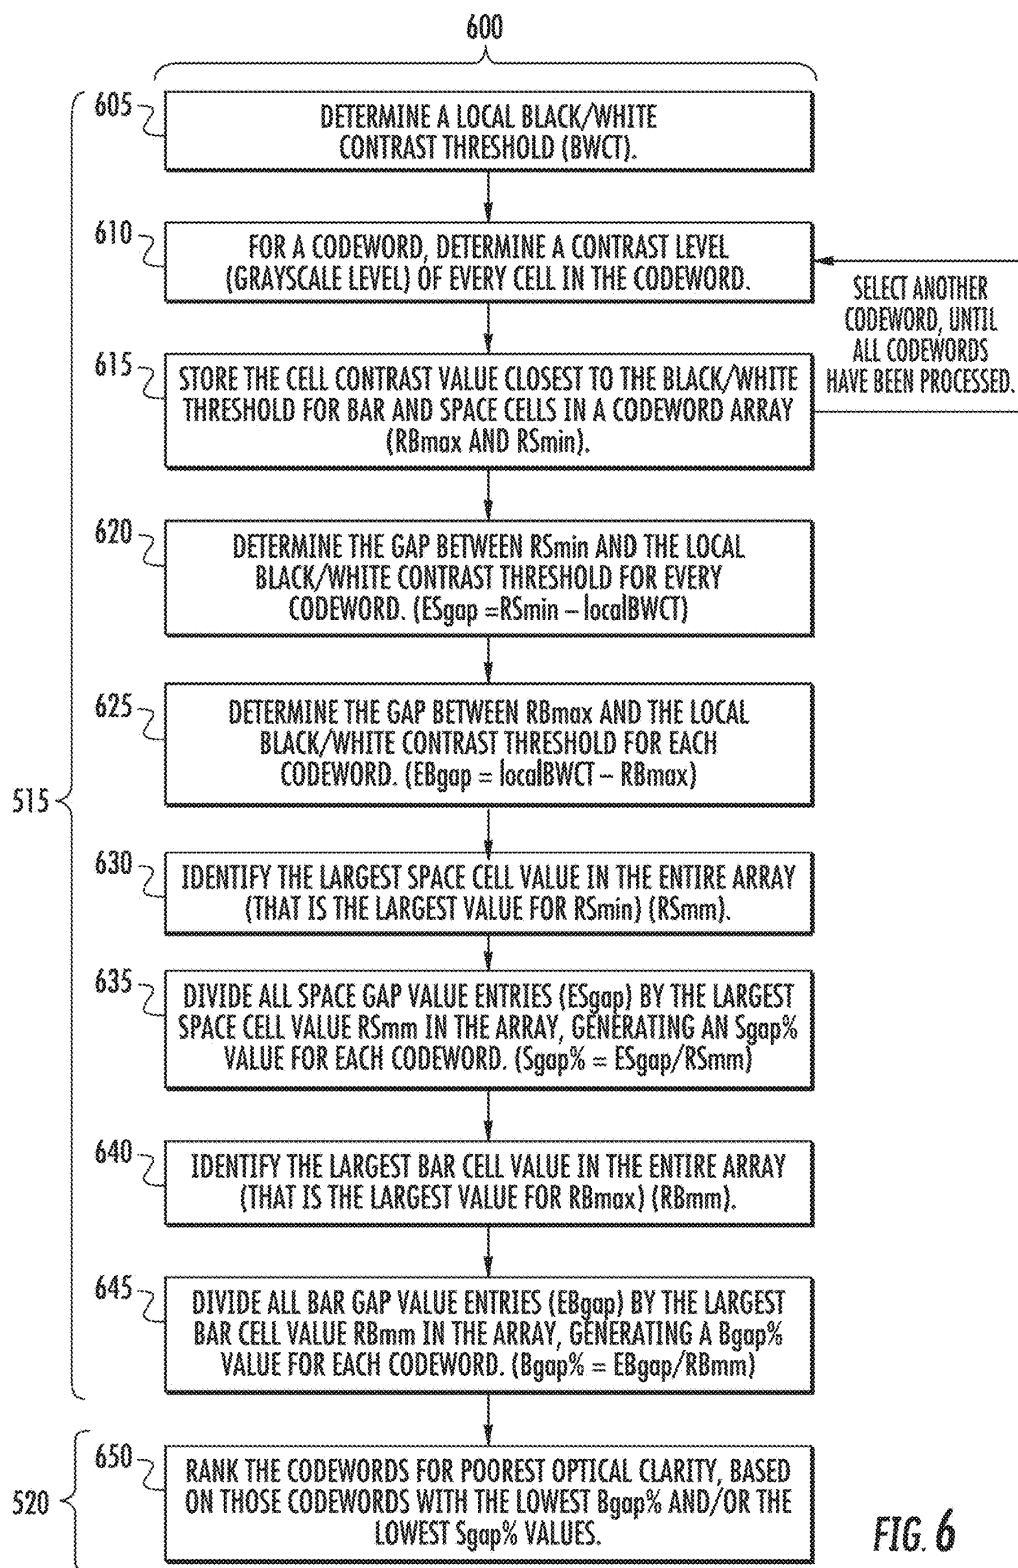 600
605
DETERMINE A LOCAL BLACK/WHITE
CONTRAST THRESHOLD (BWCT).
610
FOR A CODEWORD, DETERMINE A CONTRAST LEVEL
(GRAYSCALE LEVEL) OF EVERY CELL IN THE CODEWORD.
SELECT ANOTHER
CODEWORD, UNTIL
ALL CODEWORDS
HAVE BEEN PROCESSED.
615
STORE THE CELL CONTRAST VALUE CLOSEST TO THE BLACK/WHITE
THRESHOLD FOR BAR AND SPACE CELLS IN A CODEWORD ARRAY
(RBmax AND RSmin).
620
DETERMINE THE GAP BETWEEN RSmin AND THE LOCAL
BLACK/WHITE CONTRAST THRESHOLD FOR EVERY
CODEWORD. (ESgap =RSmin – localBWCT)
625
DETERMINE THE GAP BETWEEN RBmax AND THE LOCAL
BLACK/WHITE CONTRAST THRESHOLD FOR EACH
CODEWORD. (EBgap = localBWCT – RBmax)
515
630
IDENTIFY THE LARGEST SPACE CELL VALUE IN THE ENTIRE ARRAY
(THAT IS THE LARGEST VALUE FOR RSmin) (RSmm).
635
DIVIDE ALL SPACE GAP VALUE ENTRIES (ESgap) BY THE LARGEST
SPACE CELL VALUE RSmm IN THE ARRAY, GENERATING AN Sgap%
VALUE FOR EACH CODEWORD. (Sgap% = ESgap/RSmm)
640
IDENTIFY THE LARGEST BAR CELL VALUE IN THE ENTIRE ARRAY
(THAT IS THE LARGEST VALUE FOR RBmax) (RBmm).
645
DIVIDE ALL BAR GAP VALUE ENTRIES (EBgap) BY THE LARGEST
BAR CELL VALUE RBmm IN THE ARRAY, GENERATING A Bgap%
VALUE FOR EACH CODEWORD. (Bgap% = EBgap/RBmm)
520
650
RANK THE CODEWORDS FOR POOREST OPTICAL CLARITY, BASED
ON THOSE CODEWORDS WITH THE LOWEST Bgap% AND/OR THE
LOWEST Sgap% VALUES.
FIG. 6